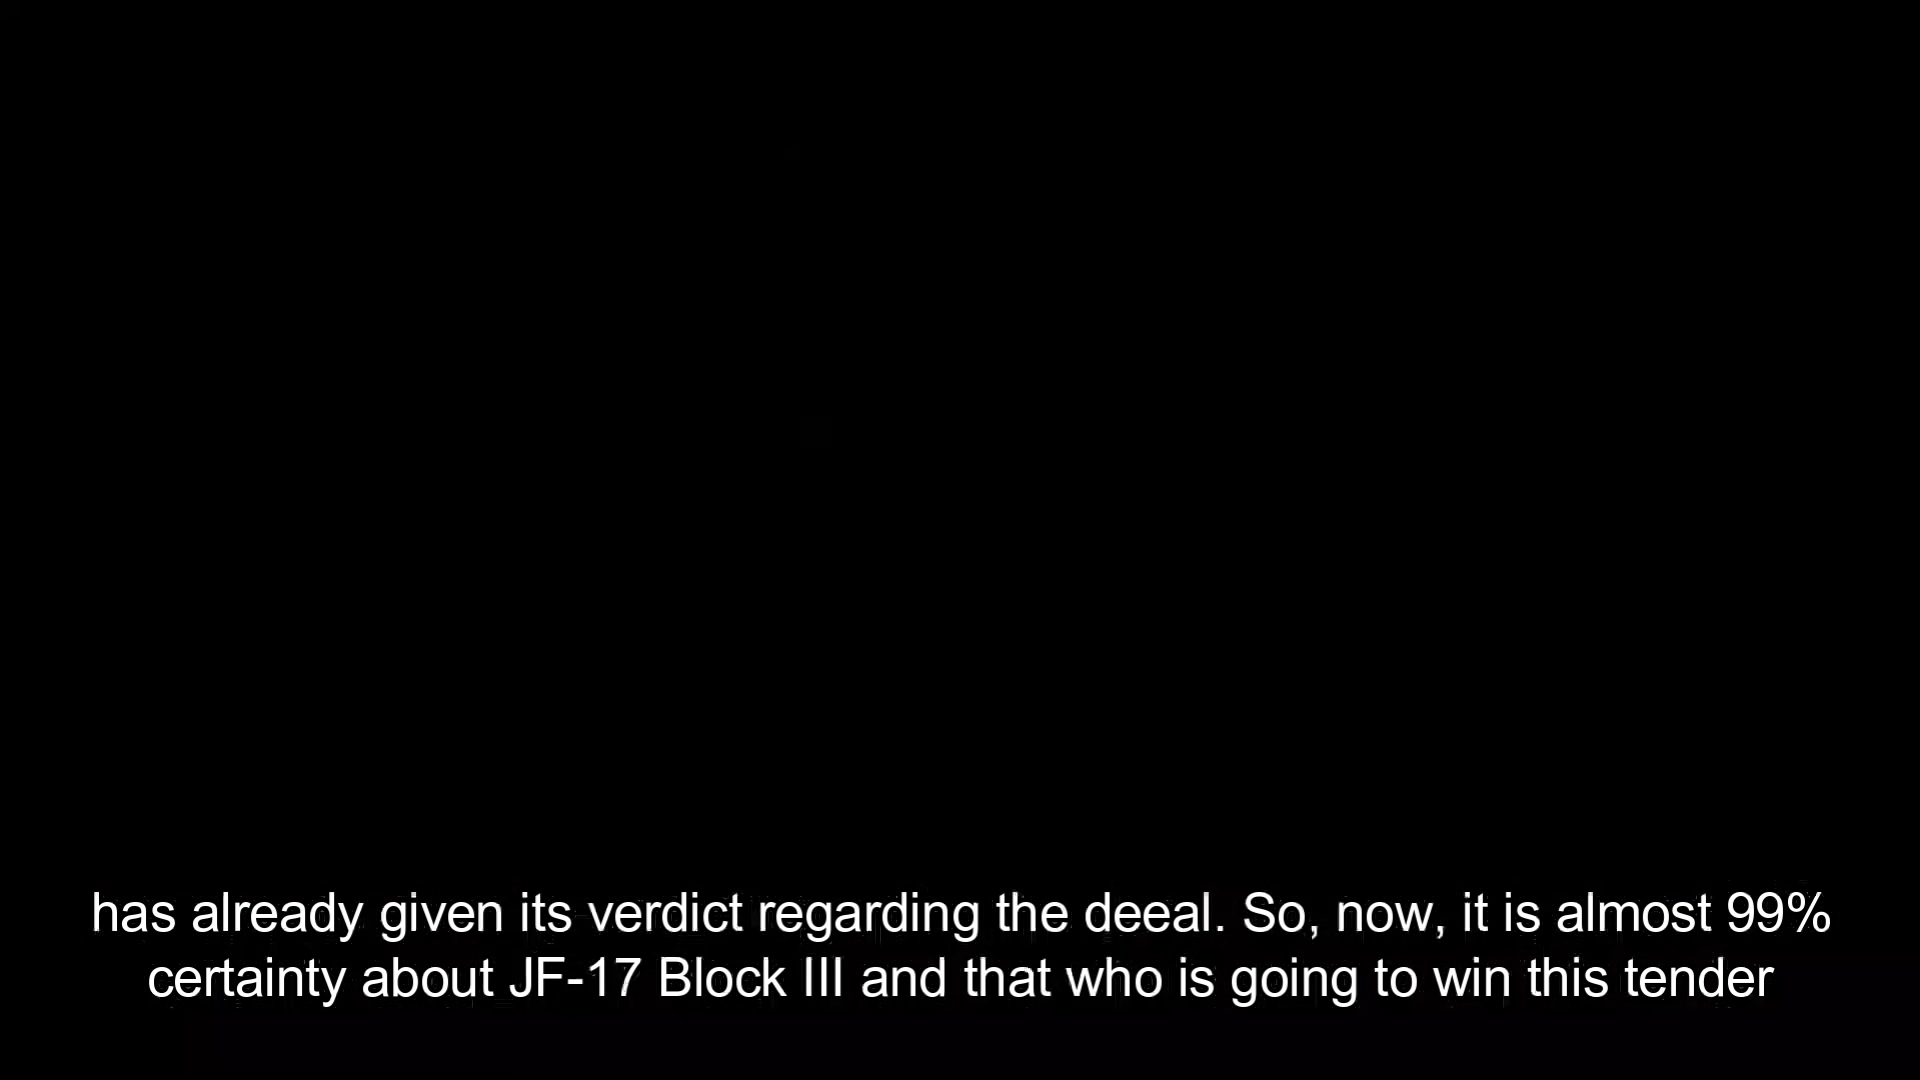 has already given its verdict regarding the deeal. So, now, it is almost 99%
certainty about JF-17 Block III and that who is going to win this tender